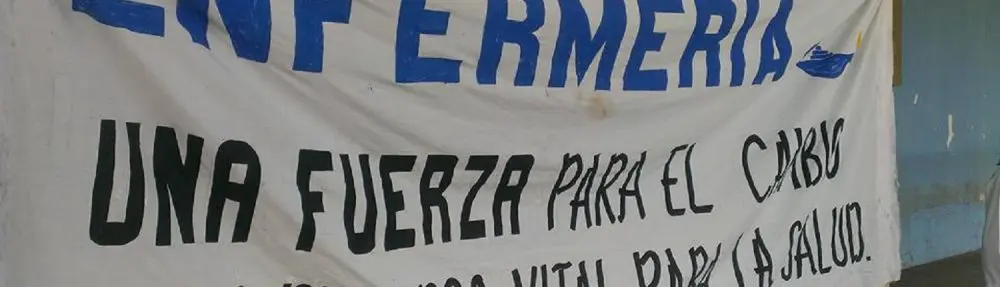 ENFERMERIA
UNA FUERZA PARA EL CAMBIO
VITAL PARA LA SALUD.